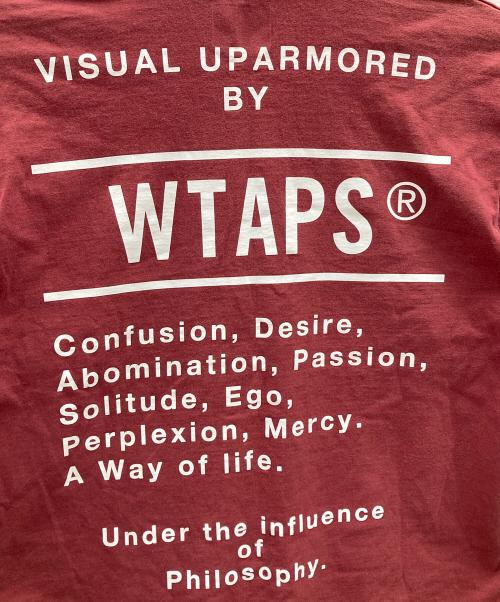 VISUAL UPARMORED
BY
WTAPS®
Confusion, Desire,
Abomination, Passion,
Solitude, Ego,
Perplexion, Mercy.
A Way of life.
Under the influence
of
Philosophy.